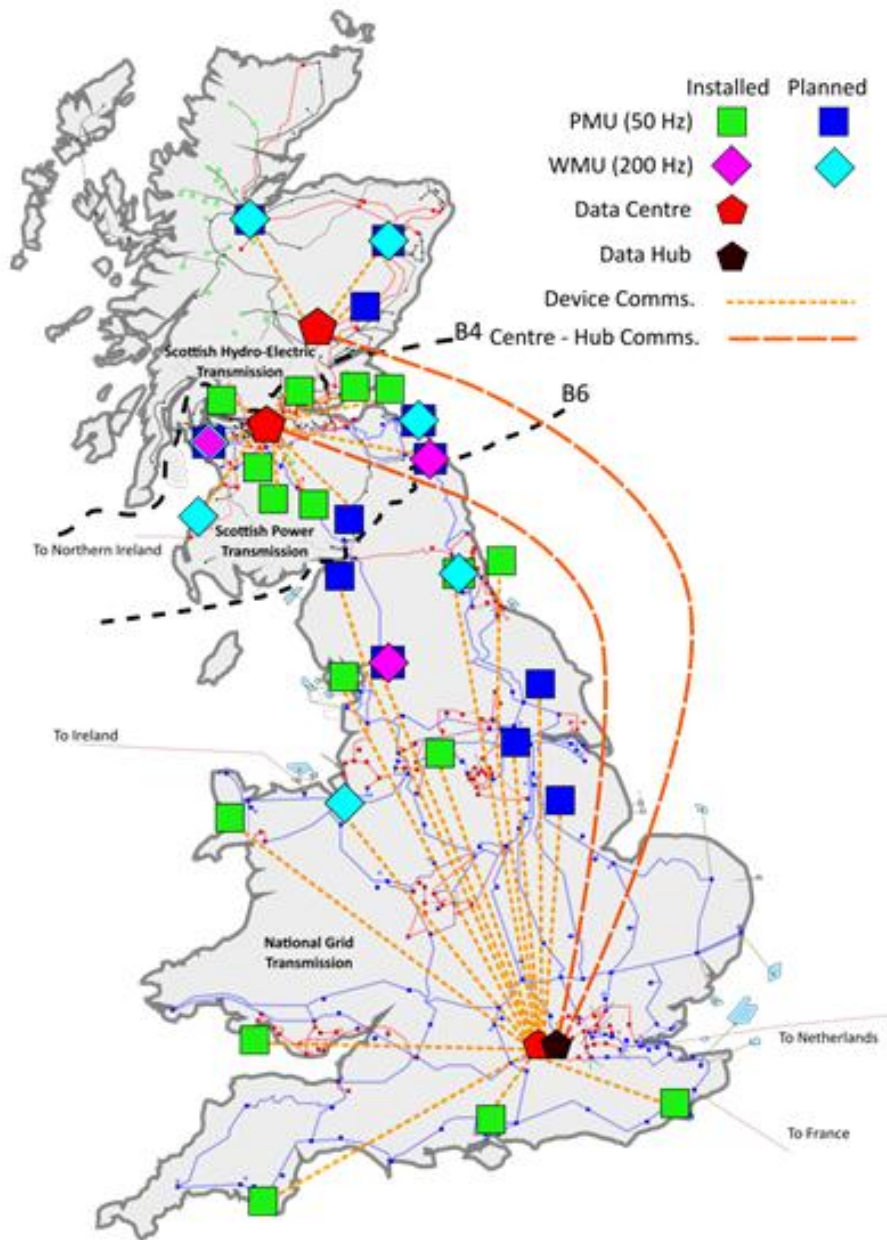 Installed Planned
PMU (50 Hz)
WMU (200 Hz)
Data Centre
Data Hub
Device Comms.
Centre - Hub Comms.
B4
B6
Scottish Hydro-Electric
Transmission
Scottish Power
Transmission
To Northern Ireland
To Ireland
National Grid
Transmission
To Netherlands
To France